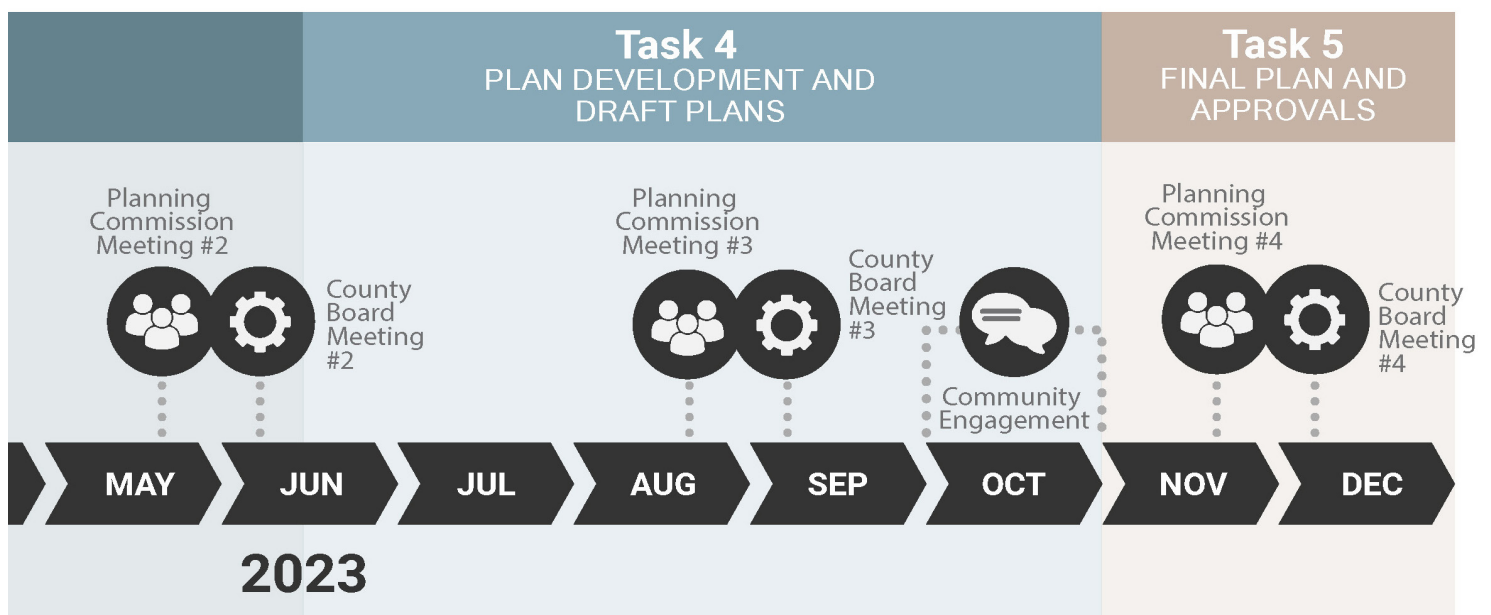 Task 4
PLAN DEVELOPMENT AND
DRAFT PLANS
Task 5
FINAL PLAN AND
APPROVALS
Planning
Commission
Meeting #2
County
Board
Meeting
#2
Planning
Commission
Meeting #3
County
Board
Meeting
#3
Community
Engagement
Planning
Commission
Meeting #4
County
Board
Meeting
#4
MAY
JUN
JUL
AUG
SEP
OCT
NOV
DEC
2023